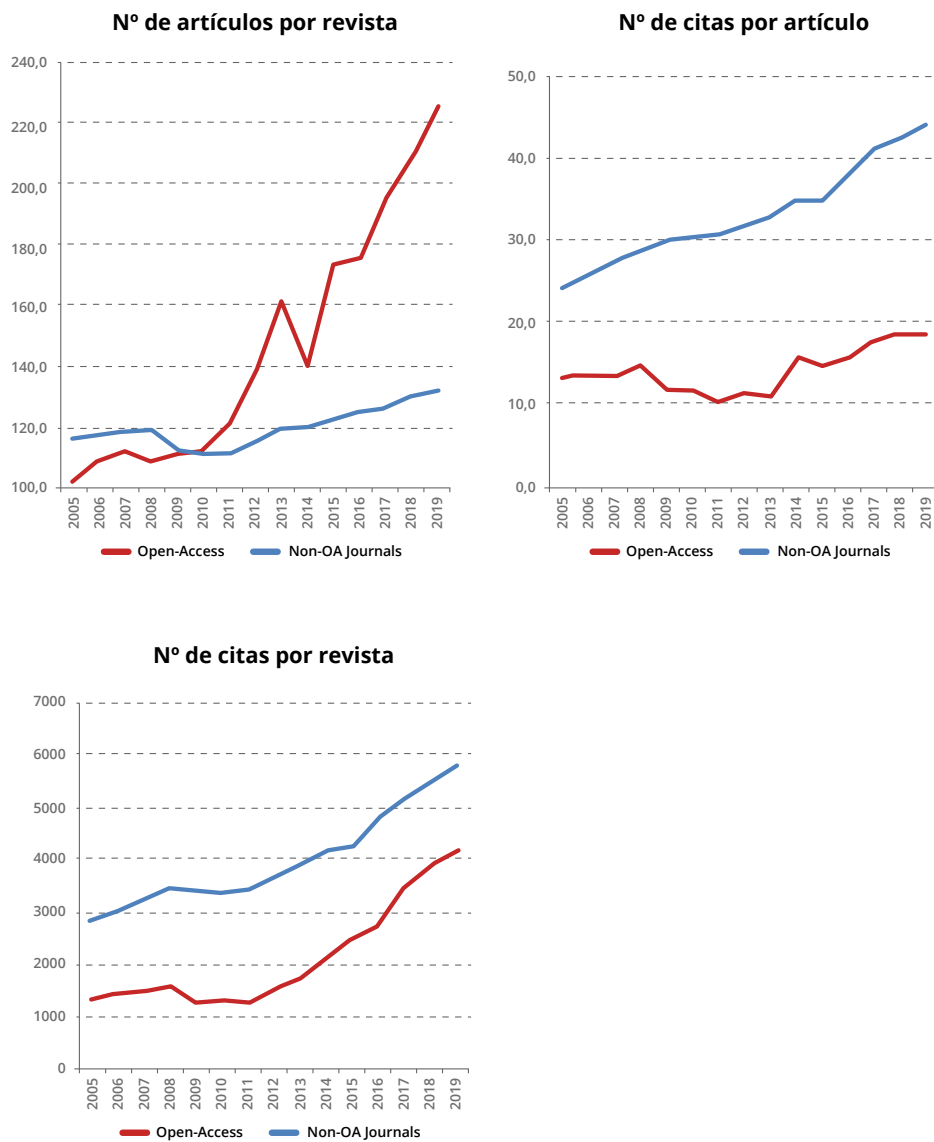 Nº de artículos por revista
240,0
220,0
200,0
180,0
160,0
140,0
120,0
100,0
2005 2006 2007 2008 2009 2010 2011 2012 2013 2014 2015 2016 2017 2018 2019
Open-Access Non-OA Journals
Nº de citas por artículo
50,0
40,0
30,0
20,0
10,0
0,0
2005 2006 2007 2008 2009 2010 2011 2012 2013 2014 2015 2016 2017 2018 2019
Open-Access Non-OA Journals
Nº de citas por revista
7000
6000
5000
4000
3000
2000
1000
0
2005 2006 2007 2008 2009 2010 2011 2012 2013 2014 2015 2016 2017 2018 2019
Open-Access Non-OA Journals